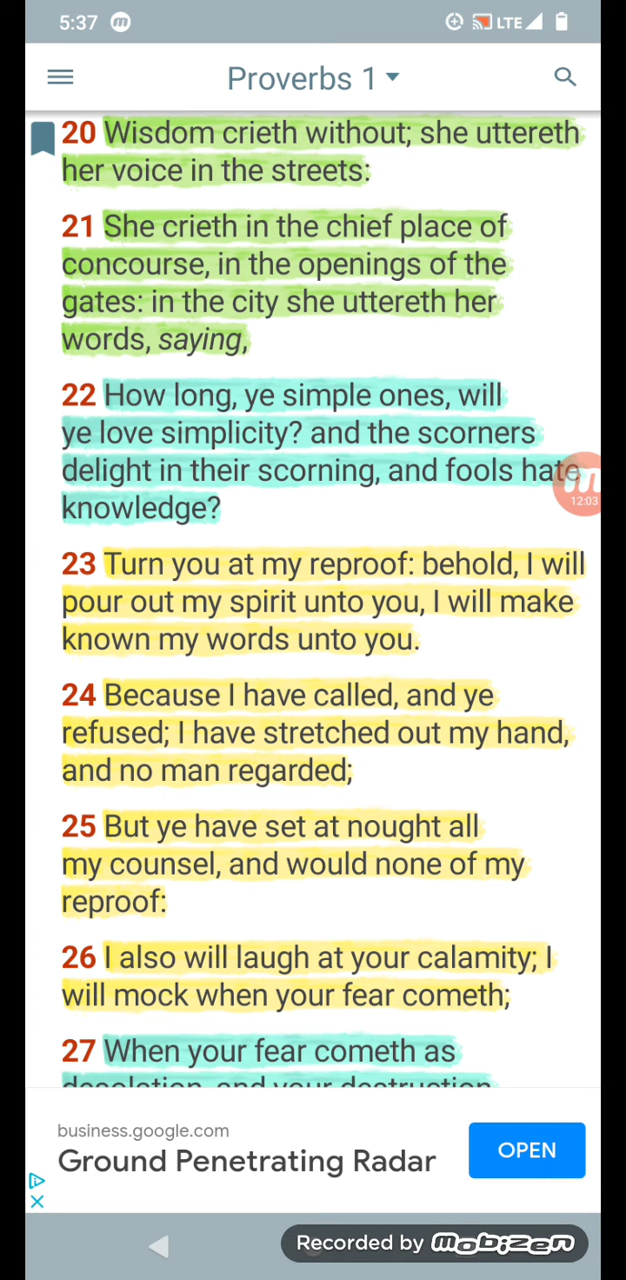 5:37 m LTE
Proverbs 1
20 Wisdom crieth without; she uttereth
her voice in the streets:
21 She crieth in the chief place of
concourse, in the openings of the
gates: in the city she uttereth her
words, saying,
22 How long, ye simple ones, will
ye love simplicity? and the scorners
delight in their scorning, and fools hate
knowledge?
12:03
23 Turn you at my reproof: behold, I will
pour out my spirit unto you, I will make
known my words unto you.
24 Because I have called, and ye
refused; I have stretched out my hand,
and no man regarded;
25 But ye have set at nought all
my counsel, and would none of my
reproof:
26 I also will laugh at your calamity; I
will mock when your fear cometh;
27 When your fear cometh as
desolation, and your destruction
business.google.com
Ground Penetrating Radar
OPEN
Recorded by mobizen